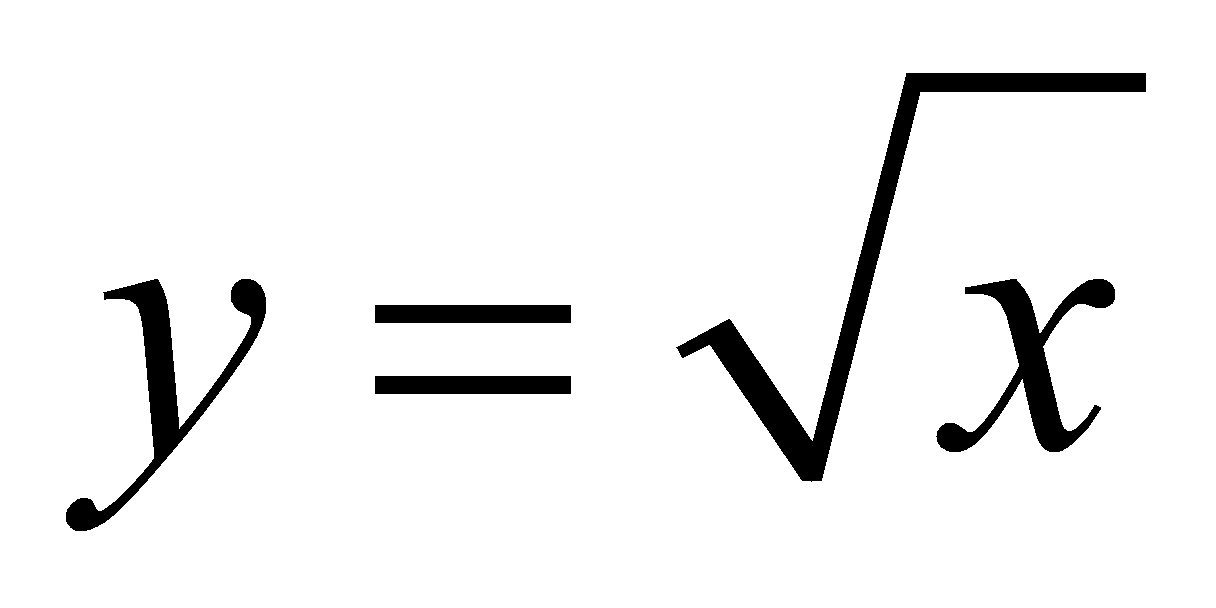 y = √x